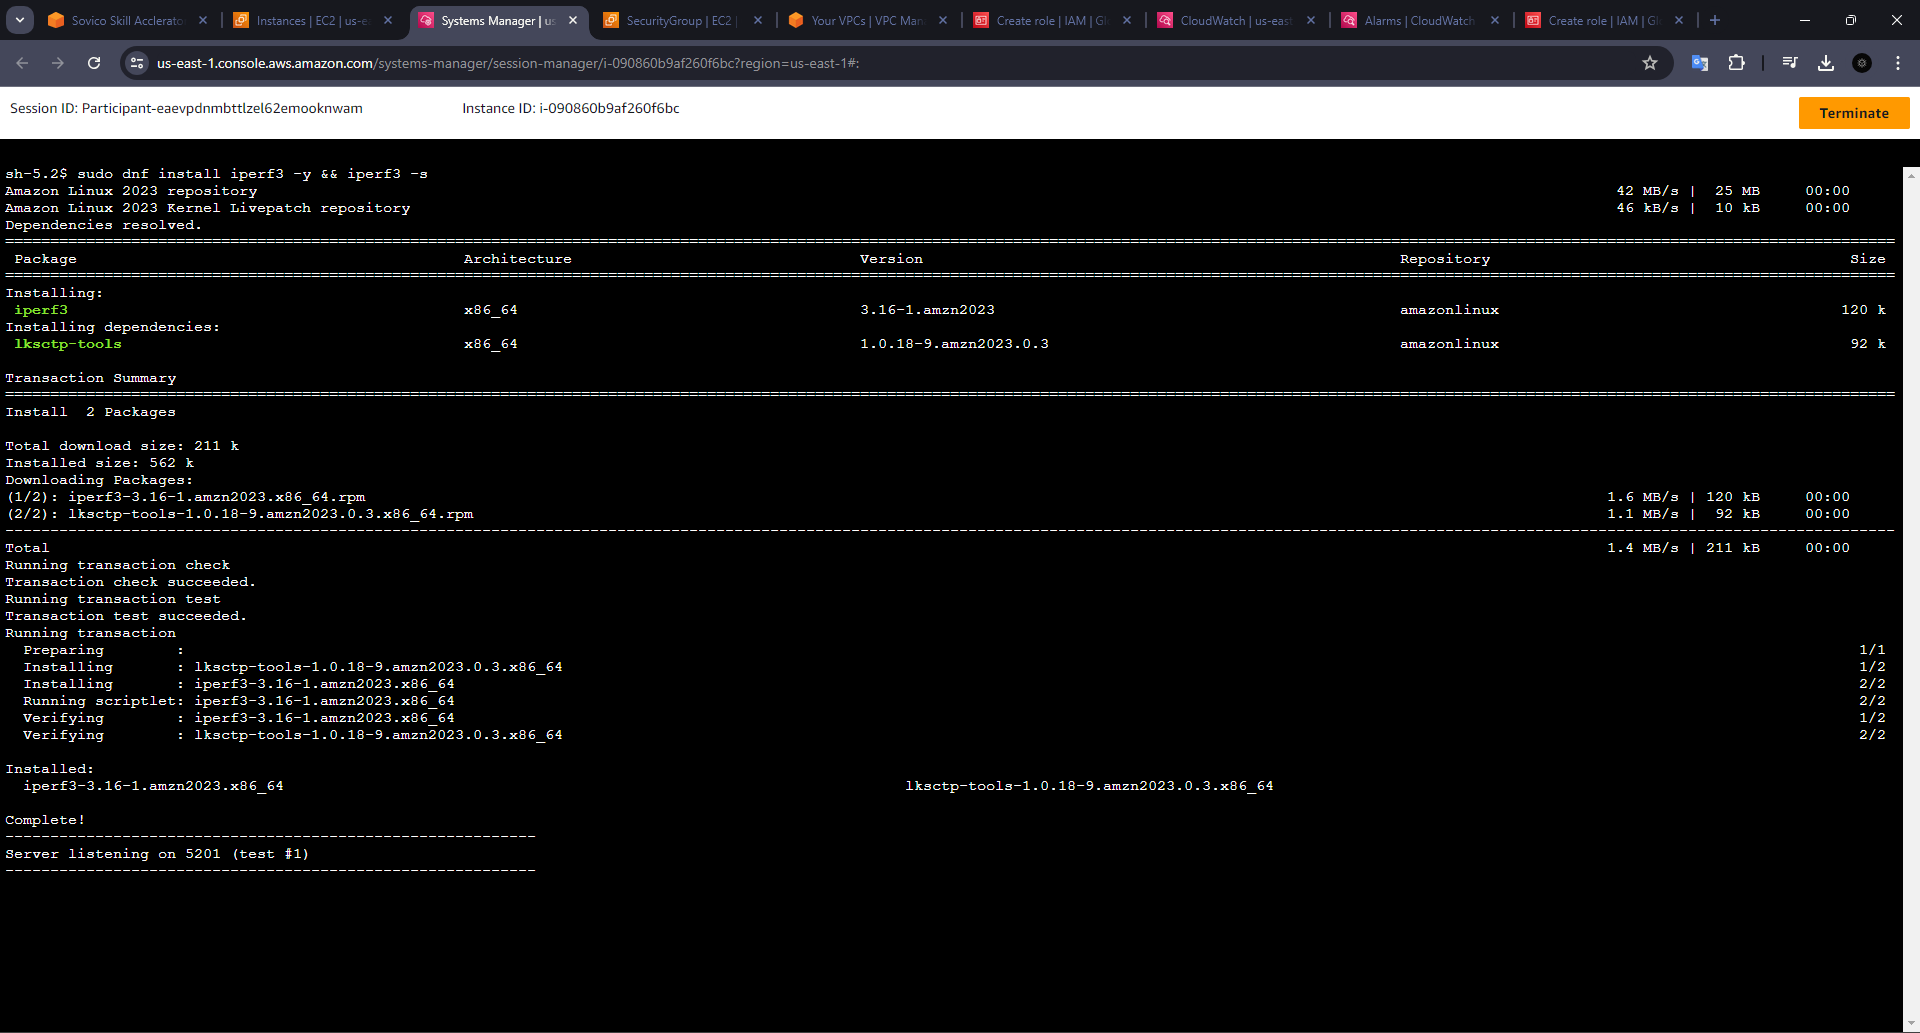 Sovico Skill Acclerato
Instances | EC2 | us-e
Systems Manager | us
SecurityGroup | EC2 |
Your VPCs | VPC Man
Create role | IAM | Gl
CloudWatch | us-east
Alarms | CloudWatch
Create role | IAM | Gl
us-east-1.console.aws.amazon.com/systems-manager/session-manager/i-090860b9af260f6bc?region=us-east-1#:
Session ID: Participant-eaevpdnmbttlzel62emooknwam Instance ID: i-090860b9af260f6bc Terminate
sh-5.2$ sudo dnf install iperf3 -y && iperf3 -s
Amazon Linux 2023 repository 42 MB/s | 25 MB 00:00
Amazon Linux 2023 Kernel Livepatch repository 46 kB/s | 10 kB 00:00
Dependencies resolved.
Package Architecture Version Repository Size
Installing:
iperf3 x86_64 3.16-1.amzn2023 amazonlinux 120 k
Installing dependencies:
lksctp-tools x86_64 1.0.18-9.amzn2023.0.3 amazonlinux 92 k
Transaction Summary
Install 2 Packages
Total download size: 211 k
Installed size: 562 k
Downloading Packages:
(1/2): iperf3-3.16-1.amzn2023.x86_64.rpm 1.6 MB/s | 120 kB 00:00
(2/2): lksctp-tools-1.0.18-9.amzn2023.0.3.x86_64.rpm 1.1 MB/s | 92 kB 00:00
Total 1.4 MB/s | 211 kB 00:00
Running transaction check
Transaction check succeeded.
Running transaction test
Transaction test succeeded.
Running transaction
Preparing : 1/1
Installing : lksctp-tools-1.0.18-9.amzn2023.0.3.x86_64 1/2
Installing : iperf3-3.16-1.amzn2023.x86_64 2/2
Running scriptlet: iperf3-3.16-1.amzn2023.x86_64 2/2
Verifying : iperf3-3.16-1.amzn2023.x86_64 1/2
Verifying : lksctp-tools-1.0.18-9.amzn2023.0.3.x86_64 2/2
Installed:
iperf3-3.16-1.amzn2023.x86_64 lksctp-tools-1.0.18-9.amzn2023.0.3.x86_64
Complete!
-----------------------------------------------------------
Server listening on 5201 (test #1)
-----------------------------------------------------------